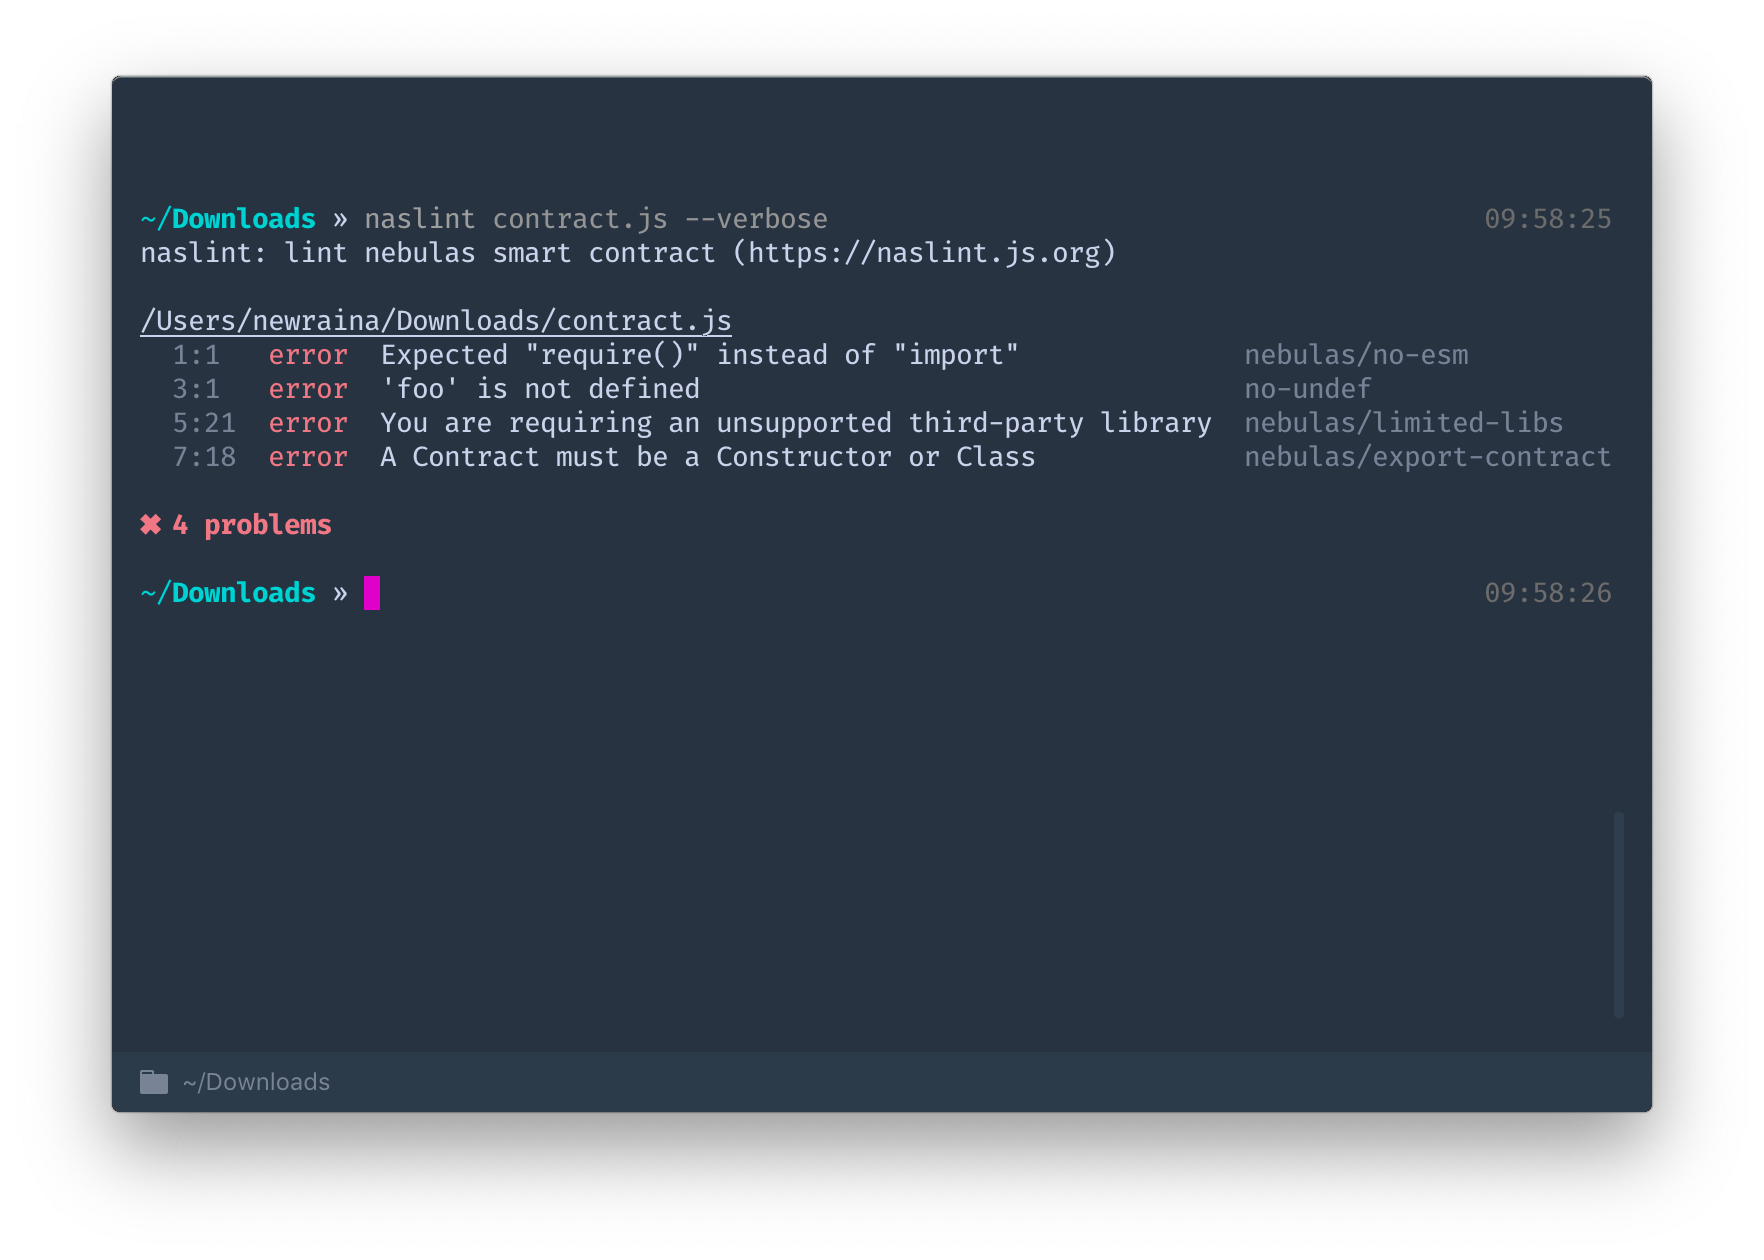 ~/Downloads » naslint contract.js --verbose 09:58:25
naslint: lint nebulas smart contract (https://naslint.js.org)
/Users/newraina/Downloads/contract.js
1:1 error Expected "require()" instead of "import" nebulas/no-esm
3:1 error 'foo' is not defined no-undef
5:21 error You are requiring an unsupported third-party library nebulas/limited-libs
7:18 error A Contract must be a Constructor or Class nebulas/export-contract
✖ 4 problems
~/Downloads » 09:58:26
~/Downloads